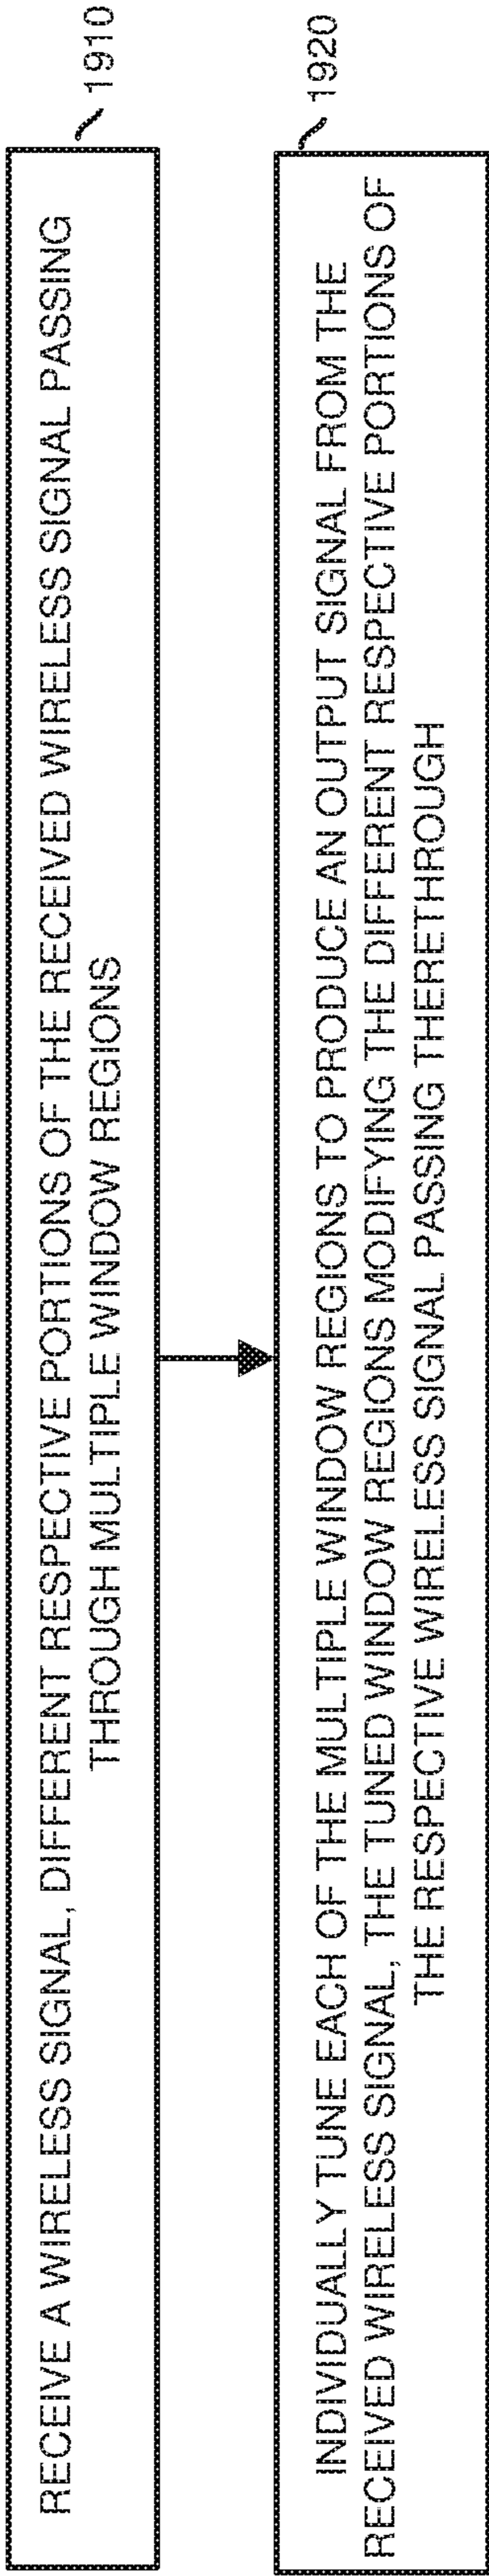 RECEIVE A WIRELESS SIGNAL, DIFFERENT RESPECTIVE PORTIONS OF THE RECEIVED WIRELESS SIGNAL PASSING
THROUGH MULTIPLE WINDOW REGIONS
1910
INDIVIDUALLY TUNE EACH OF THE MULTIPLE WINDOW REGIONS TO PRODUCE AN OUTPUT SIGNAL FROM THE
RECEIVED WIRELESS SIGNAL, THE TUNED WINDOW REGIONS MODIFYING THE DIFFERENT RESPECTIVE PORTIONS OF
THE RESPECTIVE WIRELESS SIGNAL PASSING THERETHROUGH
1920